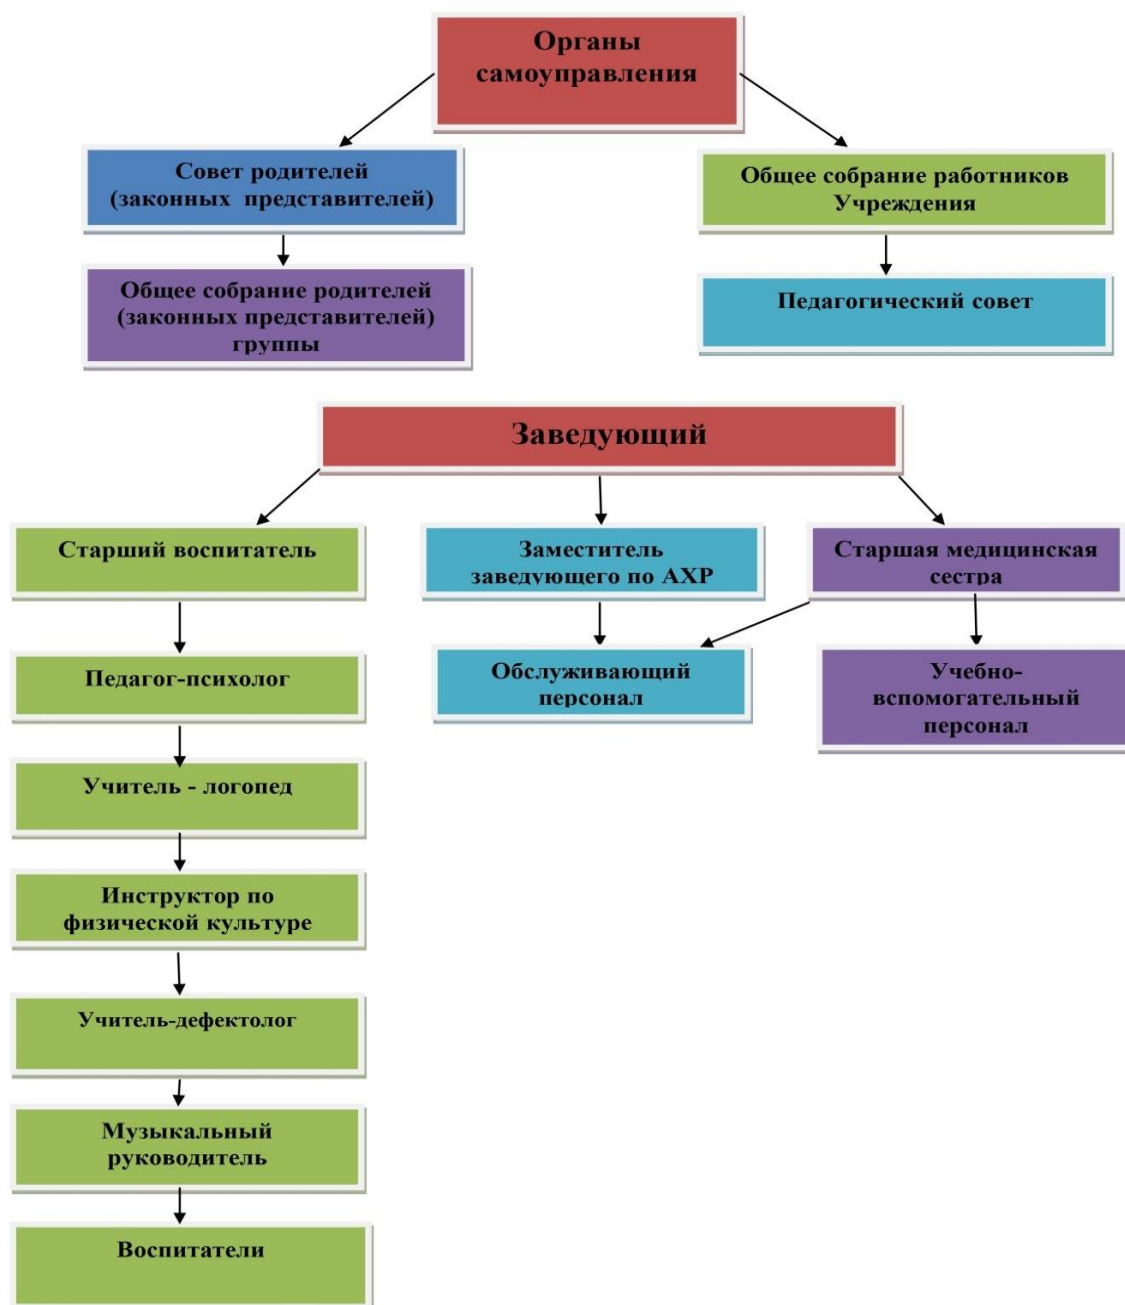 Органы
самоуправления
Совет родителей
(законных представителей)
Общее собрание работников
Учреждения
Общее собрание родителей
(законных представителей)
группы
Педагогический совет
Заведующий
Старший воспитатель
Заместитель
заведующего по АХР
Старшая медицинская
сестра
Педагог-психолог
Обслуживающий
персонал
Учебно-
вспомогательный
персонал
Учитель - логопед
Инструктор по
физической культуре
Учитель-дефектолог
Музыкальный
руководитель
Воспитатели